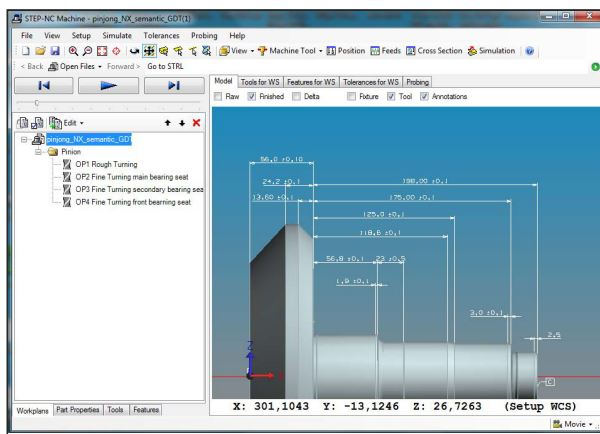 STEP-NC Machine - pinjong_NX_semantic_GDT(1)
File View Setup Simulate Tolerances Probing Help
View Machine Tool Position Feeds Cross Section Simulation
< Back Open Files Forward > Go to STRL
Model Tools for WS Features for WS Tolerances for WS Probing
Raw Finished Delta Fixture Tool Annotations
Edit
pinjong_NX_semantic_GDT
Pinion
OP1 Rough Turning
OP2 Fine Turning main bearing seat
OP3 Fine Turning secondary bearing sea
OP4 Fine Turning front bearning seat
56.0 ±0.10
24.2 ±0.1 198.00 ±0.1
13.60 ±0.1 175.00 ±0.1
125.0 ±0.1
118.8 ±0.1
56.8 ±0.1 23 ±0.5
1.9 ±0.1
3.0 ±0.1
2.5
Z
C
X: 301,1043 Y: -13,1246 Z: 26,7263 (Setup WCS)
Workplans Part Properties Tools Features
Movie